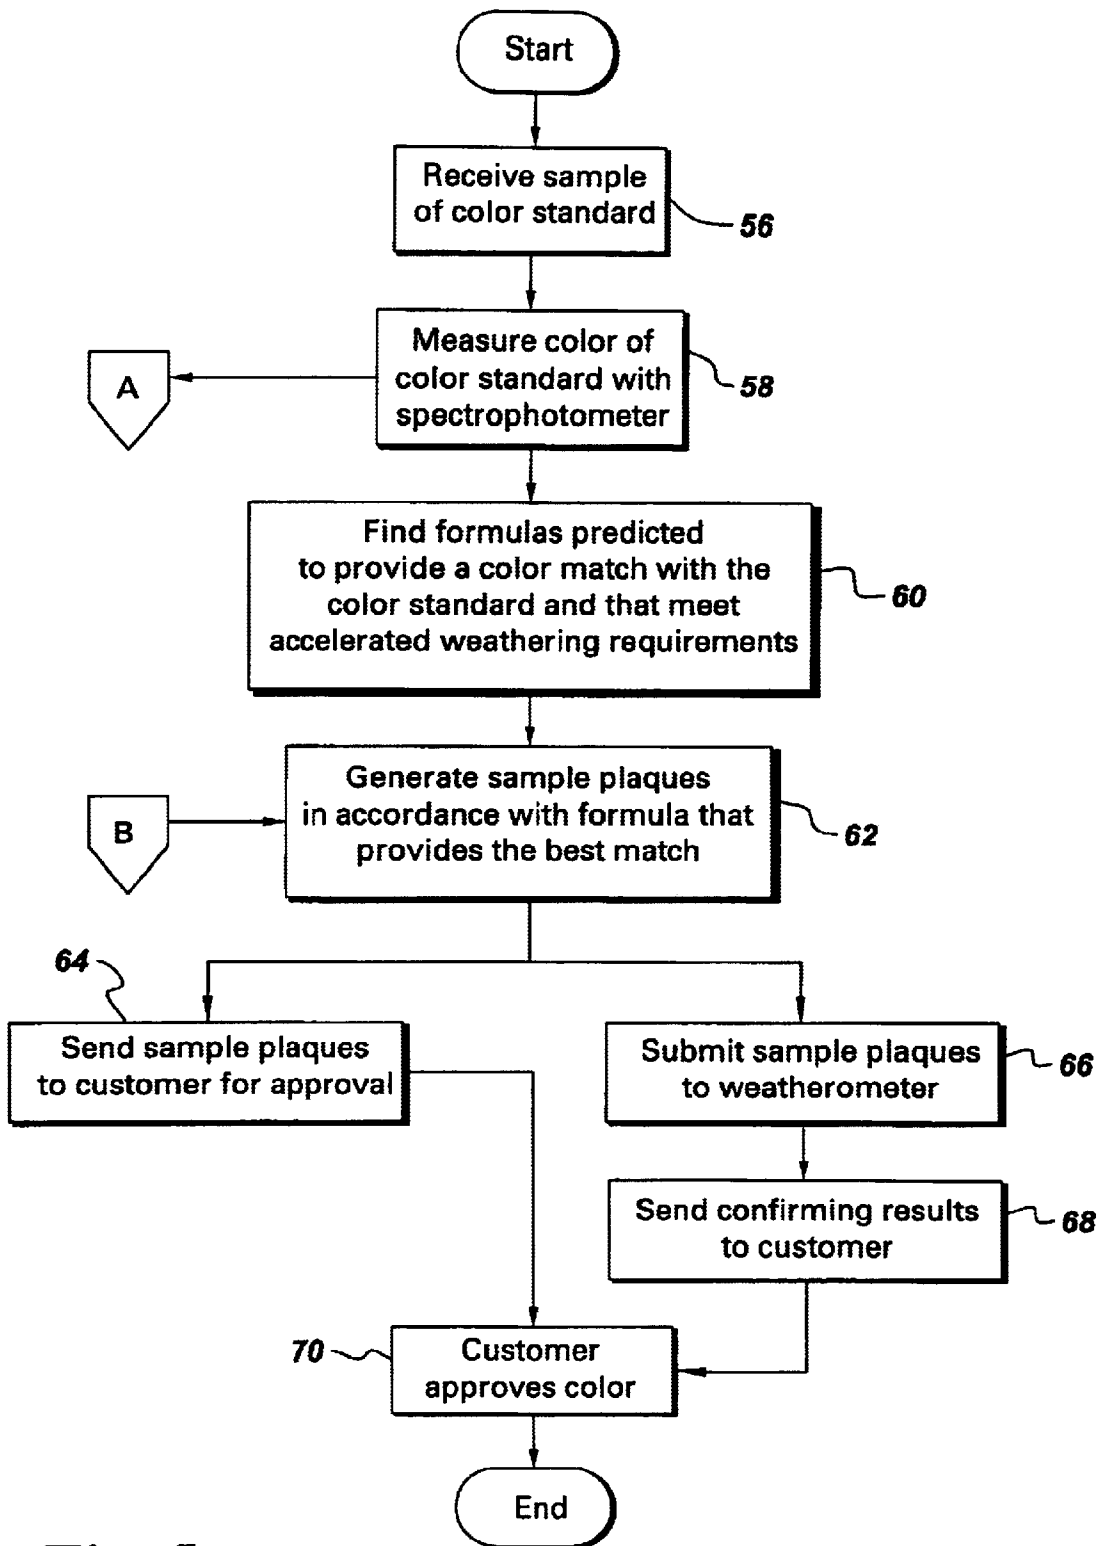 Start
Receive sample
of color standard
56
Measure color of
color standard with
spectrophotometer
58
A
Find formulas predicted
to provide a color match with the
color standard and that meet
accelerated weathering requirements
60
Generate sample plaques
in accordance with formula that
provides the best match
62
B
64
Send sample plaques
to customer for approval
Submit sample plaques
to weatherometer
66
Send confirming results
to customer
68
70
Customer
approves color
End